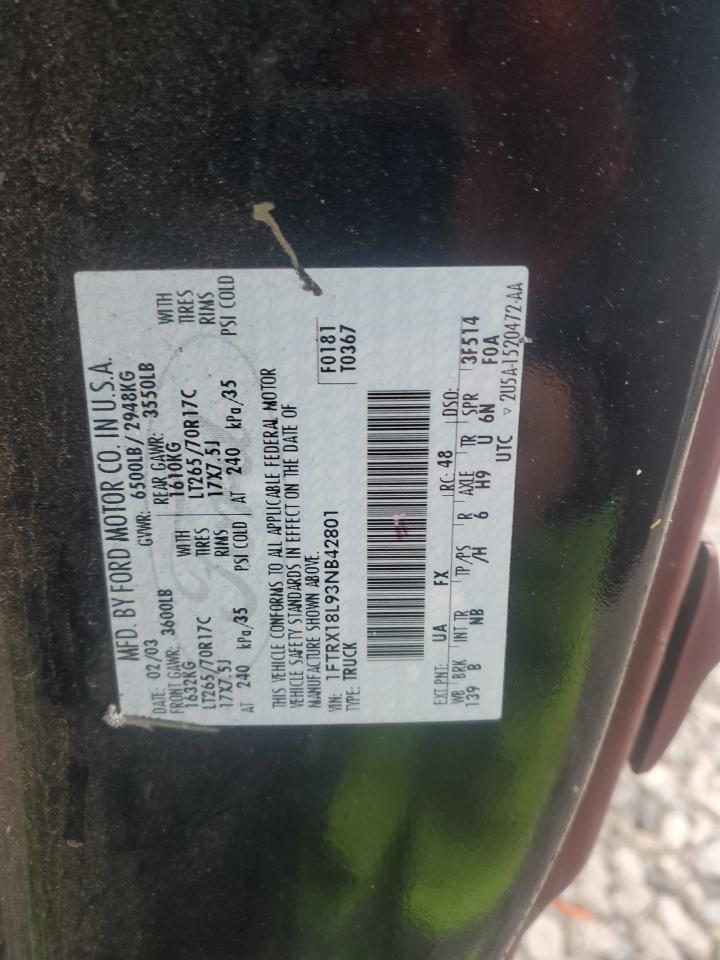 MFD. BY FORD MOTOR CO. IN U.S.A.
DATE: 02/03 GVWR: 6500LB/ 2948KG
FRONT GAWR: 3600LB REAR GAWR: 3550LB
1632KG WITH 1610KG WITH
LT265/70R17C TIRES LT265/70R17C TIRES
17X7.5J RIMS 17X7.5J RIMS
AT 240 kPa/35 PSI COLD AT 240 kPa/35 PSI COLD
THIS VEHICLE CONFORMS TO ALL APPLICABLE FEDERAL MOTOR
VEHICLE SAFETY STANDARDS IN EFFECT ON THE DATE OF
MANUFACTURE SHOWN ABOVE.
VIN: 1FTRX18L93NB42801 F0181
TYPE: TRUCK T0367
EXT PNT: UA FX RC: 48 DSO: 3F514
WB BRK INT TR TP/PS R AXLE TR SPR F0A
139 B NB /H 6 H9 U 6N
UTC ▽ 2U5A-1520472-AA